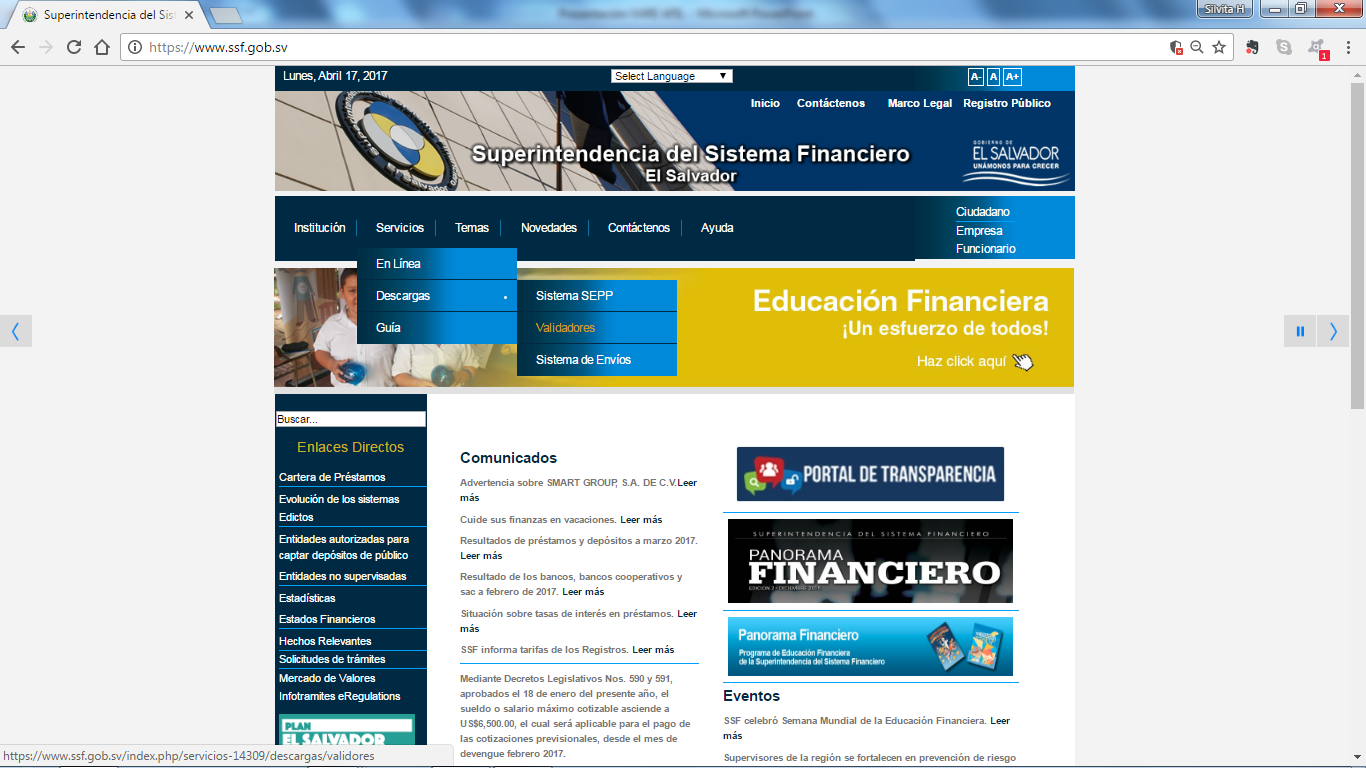 Superintendencia del Sis
Silvita H
https://www.ssf.gob.sv
1
Lunes, Abril 17, 2017
Select Language
A- A A+
Inicio Contáctenos Marco Legal Registro Público
Superintendencia del Sistema Financiero
El Salvador
GOBIERNO DE
EL SALVADOR
UNÁMONOS PARA CRECER
Institución Servicios Temas Novedades Contáctenos Ayuda
Ciudadano
Empresa
Funcionario
En Línea
Descargas
Guía
Sistema SEPP
Validadores
Sistema de Envíos
Educación Financiera
¡Un esfuerzo de todos!
Haz click aquí
Buscar...
Enlaces Directos
Cartera de Préstamos
Evolución de los sistemas
Edictos
Entidades autorizadas para
captar depósitos de público
Entidades no supervisadas
Estadísticas
Estados Financieros
Hechos Relevantes
Solicitudes de trámites
Mercado de Valores
Infotramites eRegulations
PLAN
EL SALVADOR
Comunicados
Advertencia sobre SMART GROUP, S.A. DE C.V.Leer
más
Cuide sus finanzas en vacaciones. Leer más
Resultados de préstamos y depósitos a marzo 2017.
Leer más
Resultado de los bancos, bancos cooperativos y
sac a febrero de 2017. Leer más
Situación sobre tasas de interés en préstamos. Leer
más
SSF informa tarifas de los Registros. Leer más
Mediante Decretos Legislativos Nos. 590 y 591,
aprobados el 18 de enero del presente año, el
sueldo o salario máximo cotizable asciende a
US$6,500.00, el cual será aplicable para el pago de
las cotizaciones previsionales, desde el mes de
devengue febrero 2017.
PORTAL DE TRANSPARENCIA
SUPERINTENDENCIA DEL SISTEMA FINANCIERO
PANORAMA
FINANCIERO
Panorama Financiero
Programa de Educación Financiera
de la Superintendencia del Sistema Financiero
Eventos
SSF celebró Semana Mundial de la Educación Financiera. Leer
más
Supervisores de la región se fortalecen en prevención de riesgo
https://www.ssf.gob.sv/index.php/servicios-14309/descargas/validores